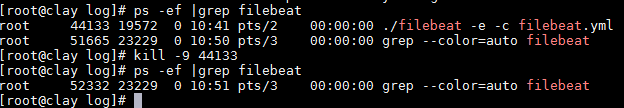 [root@clay log]# ps -ef |grep filebeat
root     44133 19572  0 10:41 pts/2    00:00:00 ./filebeat -e -c filebeat.yml
root     51665 23229  0 10:50 pts/3    00:00:00 grep --color=auto filebeat
[root@clay log]# kill -9 44133
[root@clay log]# ps -ef |grep filebeat
root     52332 23229  0 10:51 pts/3    00:00:00 grep --color=auto filebeat
[root@clay log]#